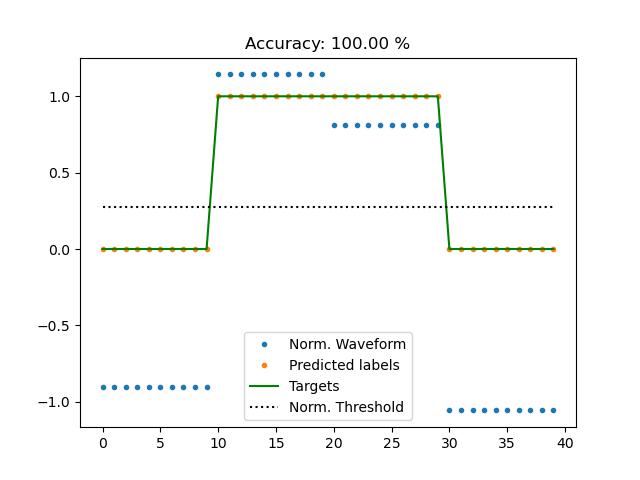 Accuracy: 100.00 %
1.0
0.5
0.0
−0.5
−1.0
Norm. Waveform
Predicted labels
Targets
Norm. Threshold
0 5 10 15 20 25 30 35 40